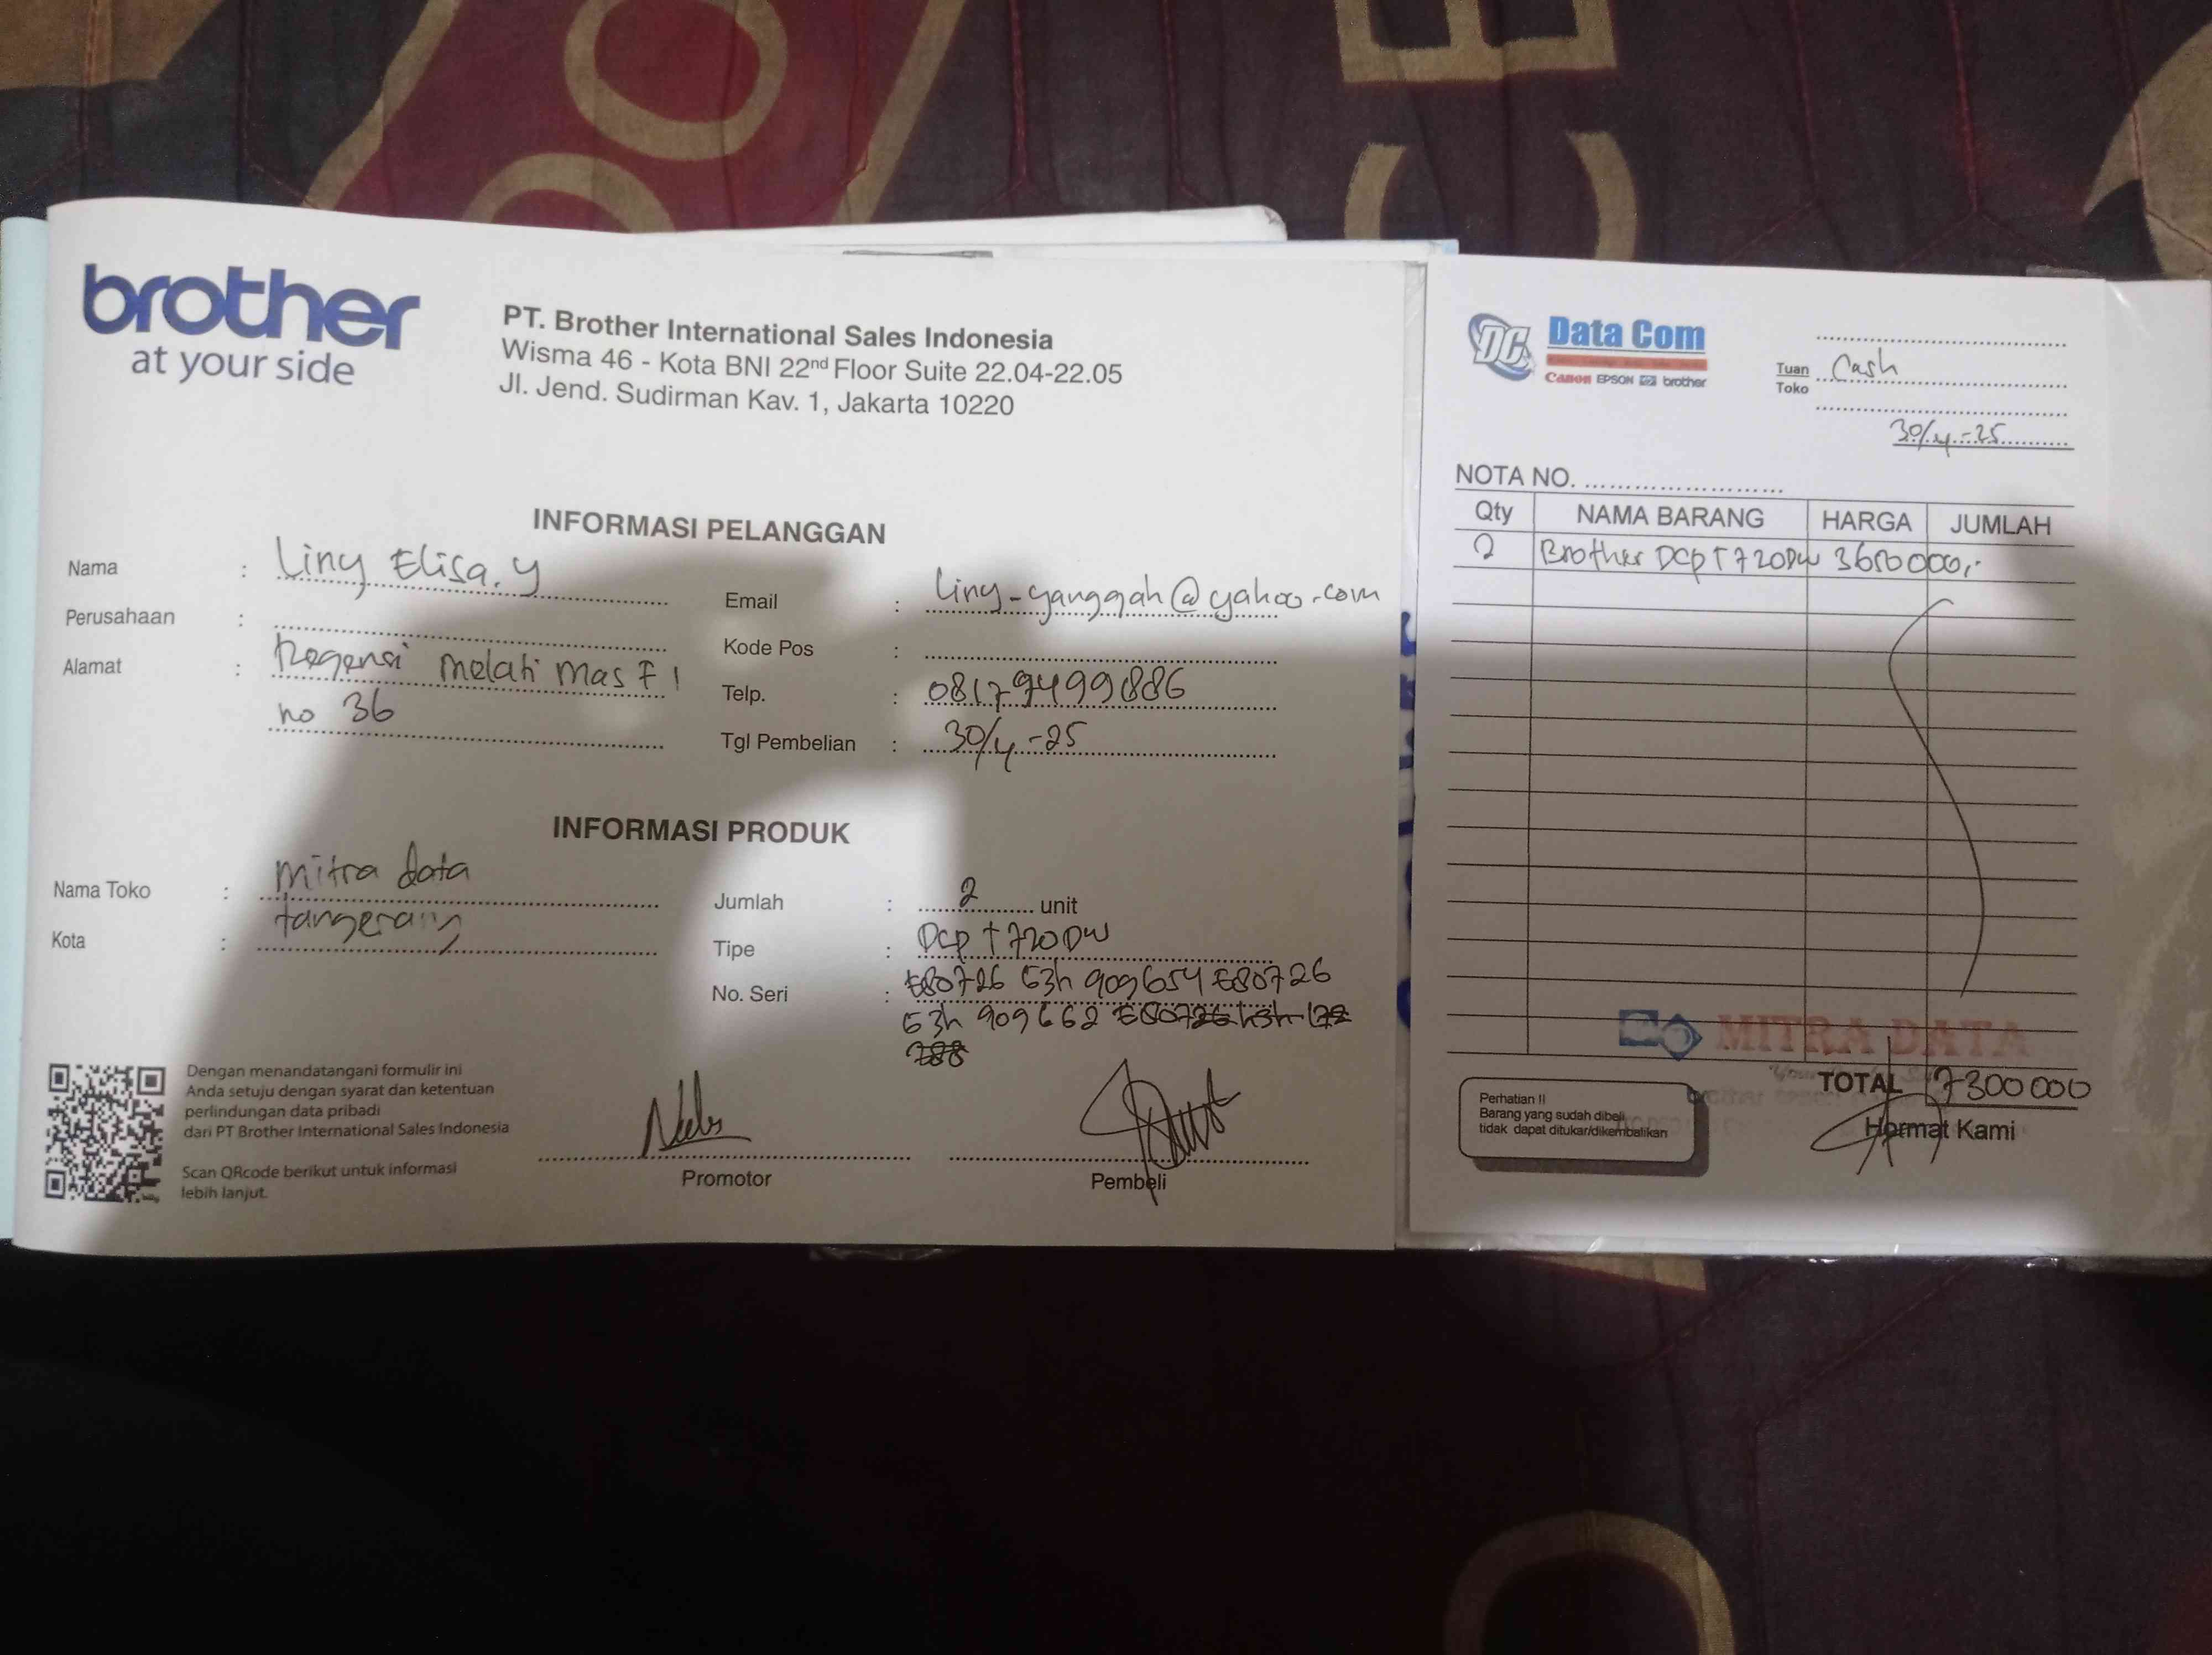 brother
at your side
PT. Brother International Sales Indonesia
Wisma 46 - Kota BNI 22nd Floor Suite 22.04-22.05
Jl. Jend. Sudirman Kav. 1, Jakarta 10220
INFORMASI PELANGGAN
Nama : Liny Elisa. Y
Perusahaan :
Alamat : Regensi melati mas F1
no 36
Email : liny_yanggah@yahoo.com
Kode Pos :
Telp. : 08179499886
Tgl Pembelian : 30/4-25
INFORMASI PRODUK
Nama Toko : mitra data
Kota : tangerang
Jumlah : 2 unit
Tipe : Dcp T720DW
No. Seri : E80726 G3h 909654 E80726
G3h 909662
Dengan menandatangani formulir ini
Anda setuju dengan syarat dan ketentuan
perlindungan data pribadi
dari PT Brother International Sales Indonesia
Scan QRcode berikut untuk informasi
lebih lanjut.
Promotor
Pembeli
DC Data Com
Canon EPSON hp brother
Tuan
Toko
Cash
30/4-25
NOTA NO.
Qty NAMA BARANG HARGA JUMLAH
2 Brother Dcp T720DW 3650000,-
MITRA DATA
TOTAL 7300000
Perhatian !!
Barang yang sudah dibeli
tidak dapat ditukar/dikembalikan
Hormat Kami